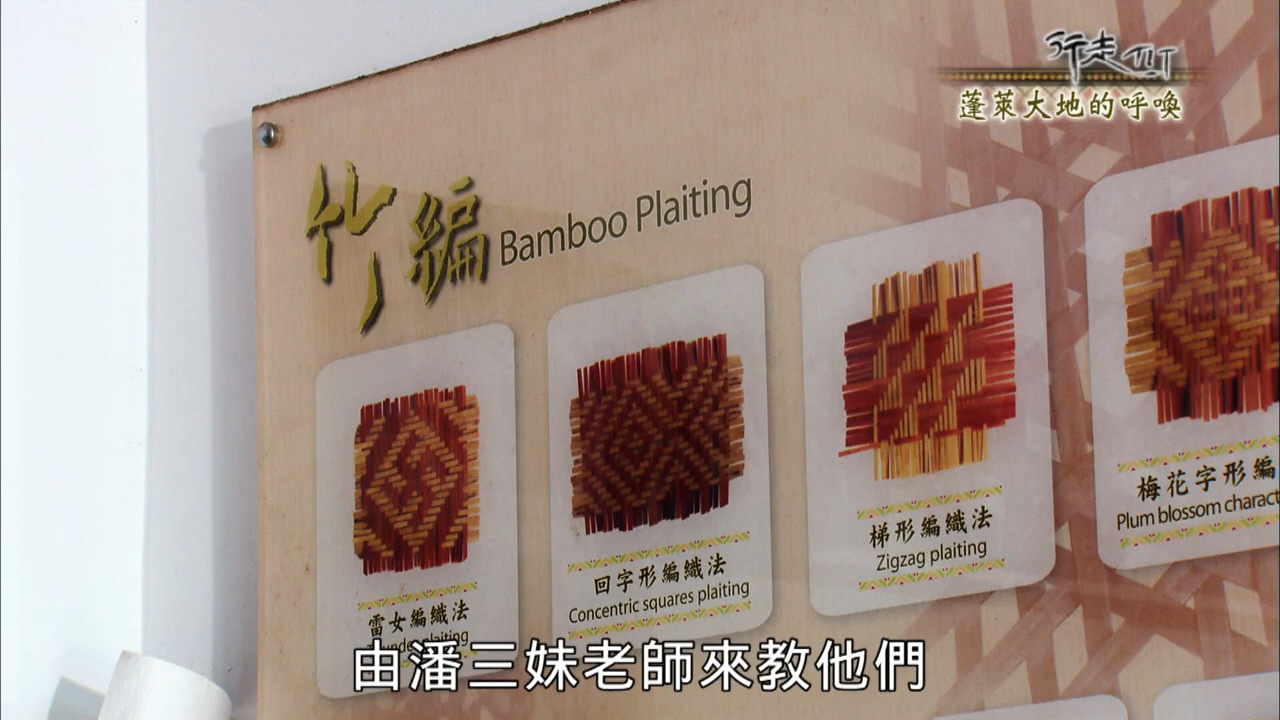 行走TIT
蓬萊大地的呼喚
竹編 Bamboo Plaiting
雷女編織法
回字形編織法
Concentric squares plaiting
梯形編織法
Zigzag plaiting
梅花字形編
Plum blossom charact
由潘三妹老師來教他們